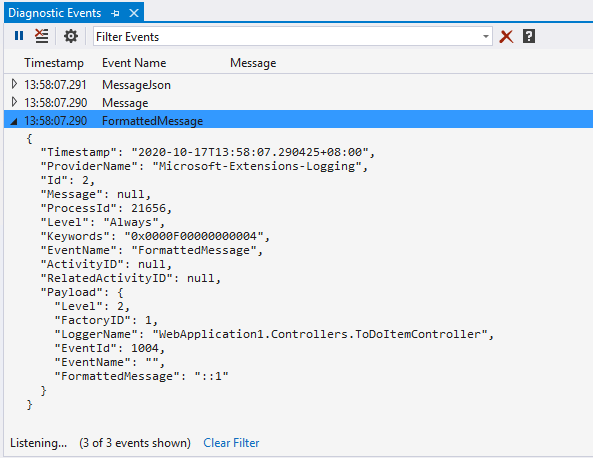 Diagnostic Events
Filter Events
Timestamp Event Name Message
13:58:07.291 MessageJson
13:58:07.290 Message
13:58:07.290 FormattedMessage
{
"Timestamp": "2020-10-17T13:58:07.290425+08:00",
"ProviderName": "Microsoft-Extensions-Logging",
"Id": 2,
"Message": null,
"ProcessId": 21656,
"Level": "Always",
"Keywords": "0x0000F00000000004",
"EventName": "FormattedMessage",
"ActivityID": null,
"RelatedActivityID": null,
"Payload": {
"Level": 2,
"FactoryID": 1,
"LoggerName": "WebApplication1.Controllers.ToDoItemController",
"EventId": 1004,
"EventName": "",
"FormattedMessage": "::1"
}
}
Listening... (3 of 3 events shown) Clear Filter